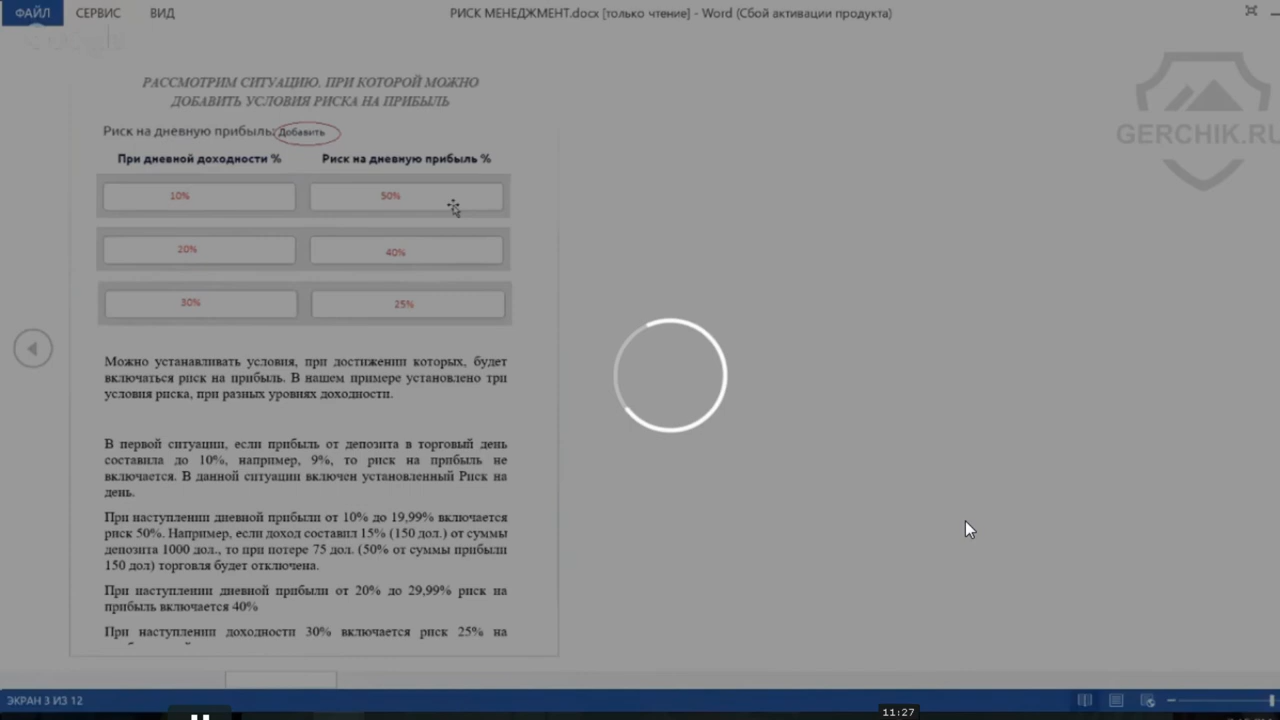 ФАЙЛ СЕРВИС ВИД РИСК МЕНЕДЖМЕНТ.docx [только чтение] - Word (Сбой активации продукта)
Google
GERCHIK.RU
РАССМОТРИМ СИТУАЦИЮ, ПРИ КОТОРОЙ МОЖНО
ДОБАВИТЬ УСЛОВИЯ РИСКА НА ПРИБЫЛЬ
Риск на дневную прибыль: Добавить
При дневной доходности % Риск на дневную прибыль %
10% 50%
20% 40%
30% 25%
Можно устанавливать условия, при достижении которых, будет
включаться риск на прибыль. В нашем примере установлено три
условия риска, при разных уровнях доходности.
В первой ситуации, если прибыль от депозита в торговый день
составила до 10%, например, 9%, то риск на прибыль не
включается. В данной ситуации включен установленный Риск на
день.
При наступлении дневной прибыли от 10% до 19,99% включается
риск 50%. Например, если доход составил 15% (150 дол.) от суммы
депозита 1000 дол., то при потере 75 дол. (50% от суммы прибыли
150 дол) торговля будет отключена.
При наступлении дневной прибыли от 20% до 29,99% риск на
прибыль включается 40%
При наступлении доходности 30% включается риск 25% на
ЭКРАН 3 ИЗ 12
11:27